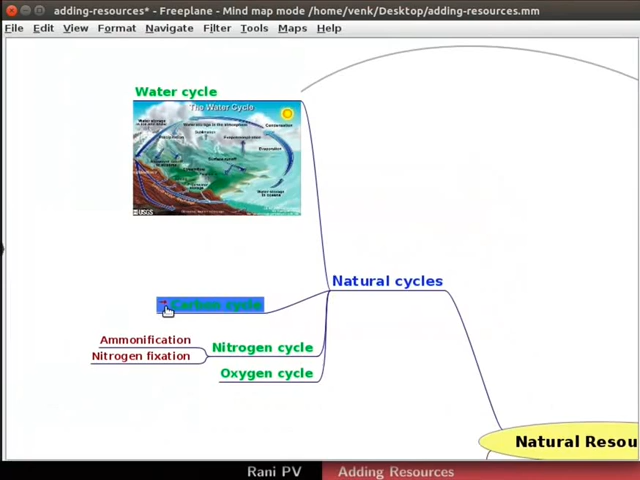 adding-resources* - Freeplane - Mind map mode /home/venk/Desktop/adding-resources.mm
File Edit View Format Navigate Filter Tools Maps Help
Water cycle
The Water Cycle
USGS
Natural cycles
Carbon cycle
Ammonification
Nitrogen cycle
Nitrogen fixation
Oxygen cycle
Natural Resou
Rani PV Adding Resources